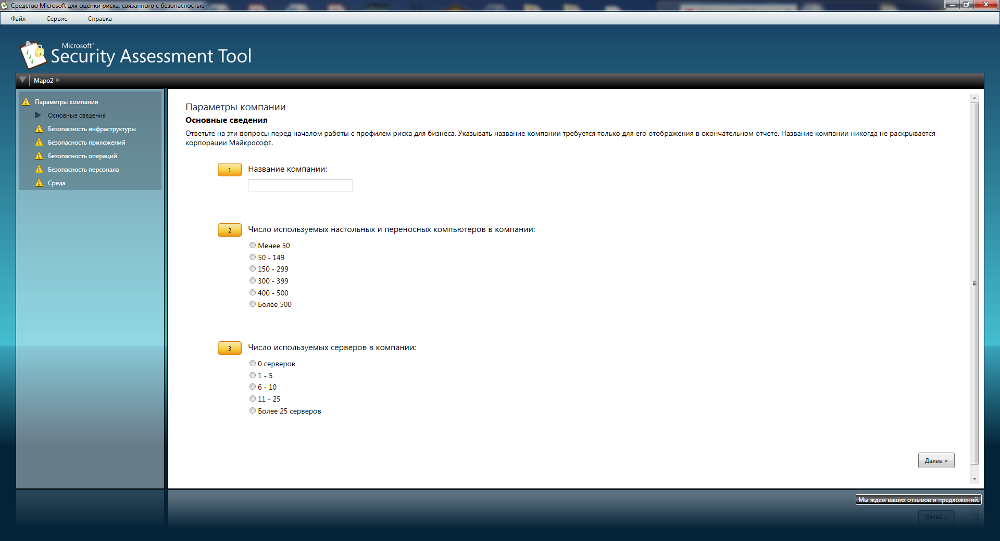 Средство Microsoft для оценки риска, связанного с безопасностью
Файл Сервис Справка
Microsoft®
Security Assessment Tool
Маро2
Параметры компании
Основные сведения
Безопасность инфраструктуры
Безопасность приложений
Безопасность операций
Безопасность персонала
Среда
Параметры компании
Основные сведения
Ответьте на эти вопросы перед началом работы с профилем риска для бизнеса. Указывать название компании требуется только для его отображения в окончательном отчете. Название компании никогда не раскрывается
корпорации Майкрософт.
1 Название компании:
2 Число используемых настольных и переносных компьютеров в компании:
Менее 50
50 - 149
150 - 299
300 - 399
400 - 500
Более 500
3 Число используемых серверов в компании:
0 серверов
1 - 5
6 - 10
11 - 25
Более 25 серверов
Далее >
Мы ждем ваших отзывов и предложений.